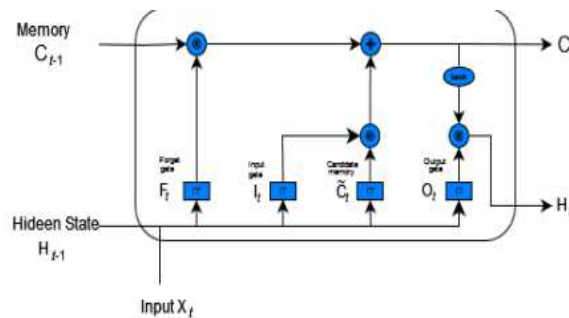 Memory
C t-1
C
Forget
gate
F t
Input
gate
I t
Candidate
memory
C̃ t
Output
gate
O t
Hideen State
H t-1
H
Input X t